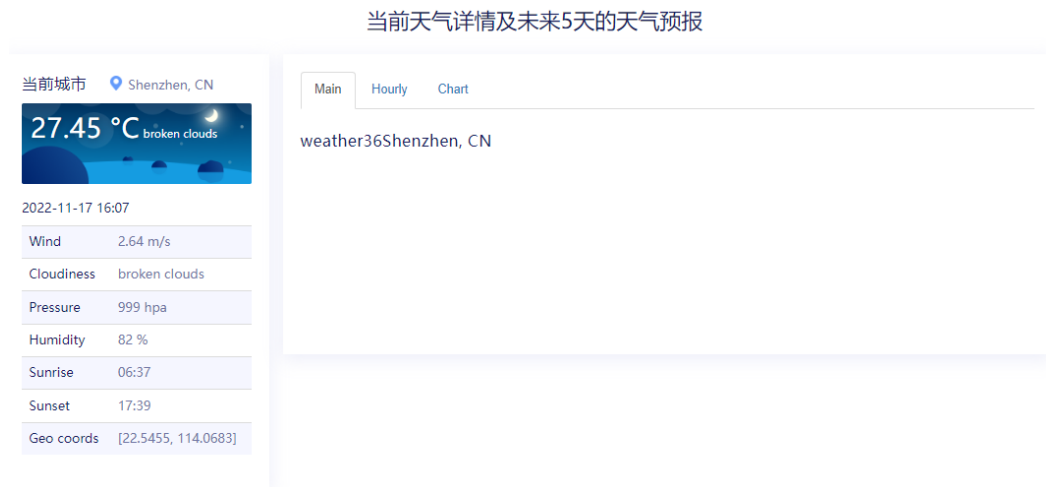 当前天气详情及未来5天的天气预报
当前城市 Shenzhen, CN
27.45 °C broken clouds
2022-11-17 16:07
Wind 2.64 m/s
Cloudiness broken clouds
Pressure 999 hpa
Humidity 82 %
Sunrise 06:37
Sunset 17:39
Geo coords [22.5455, 114.0683]
Main Hourly Chart
weather36Shenzhen, CN